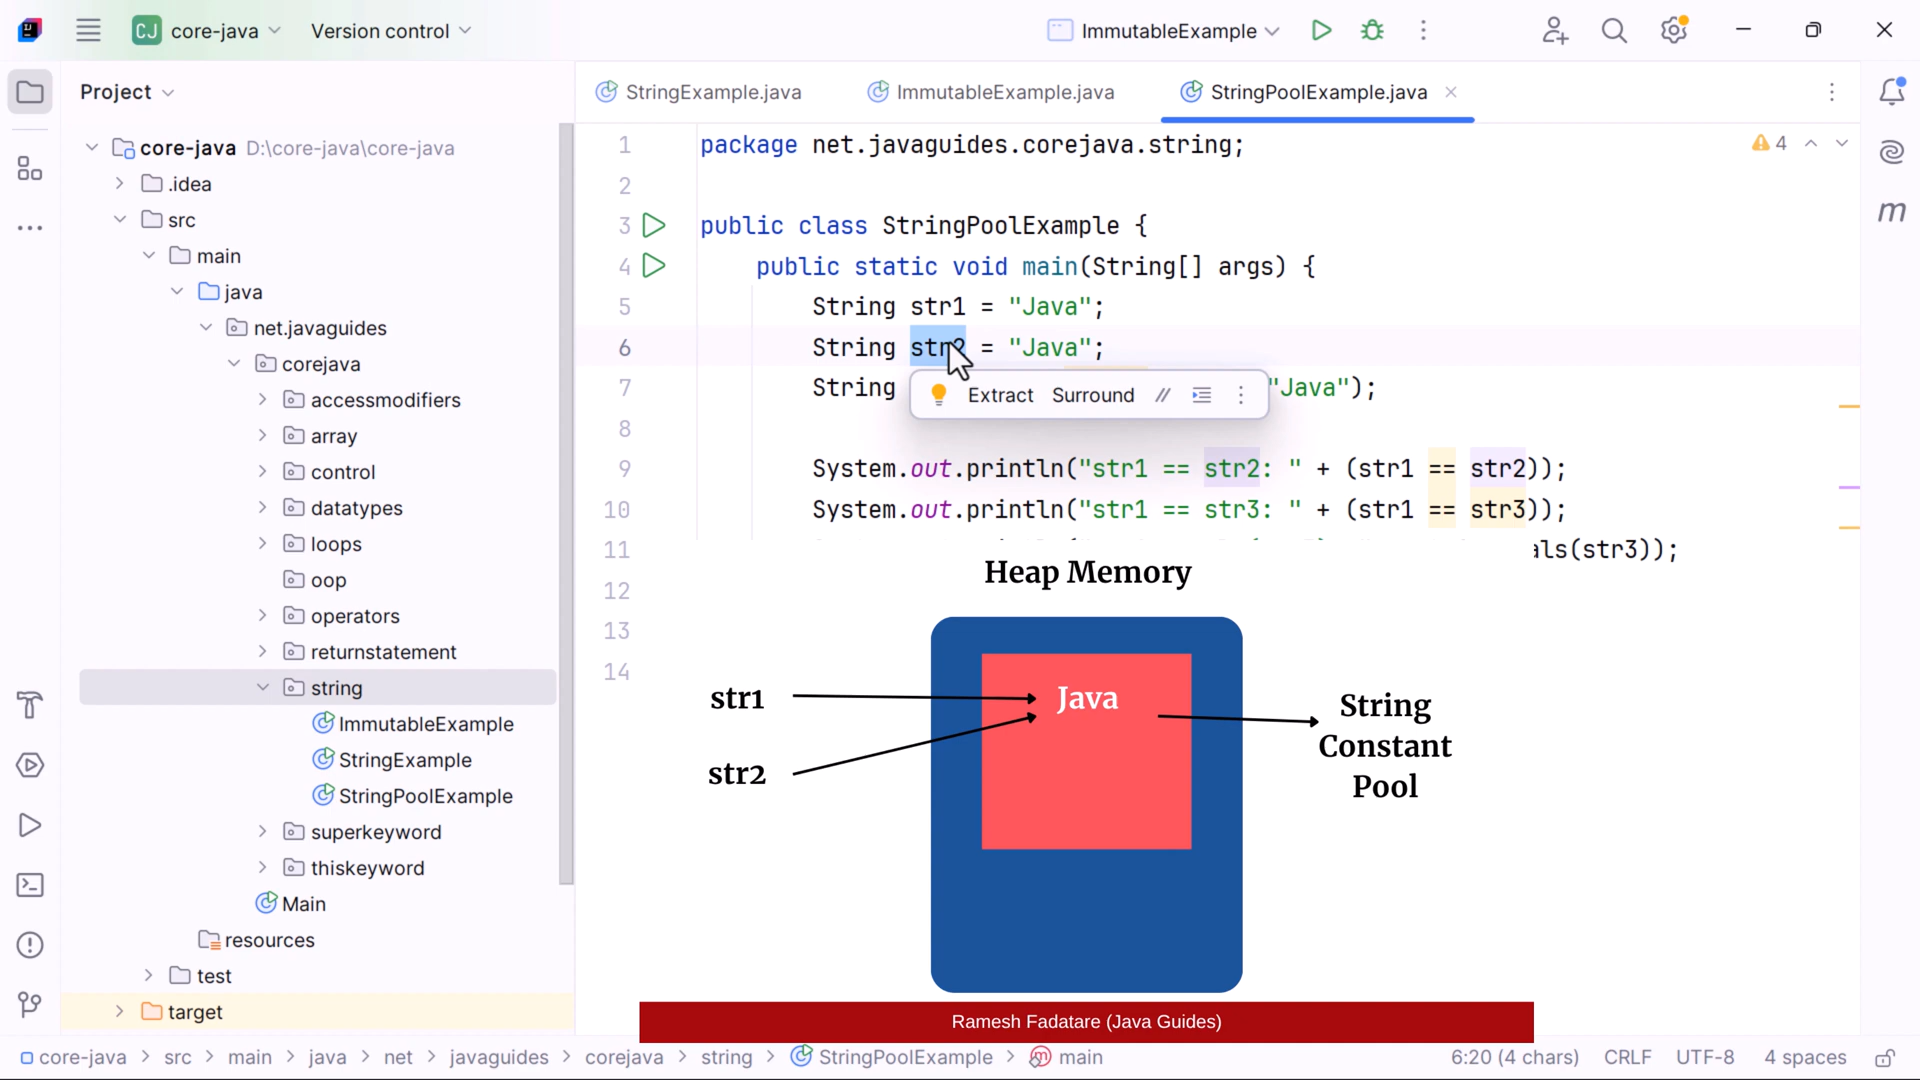 CJ core-java Version control ImmutableExample
Project
core-java D:\core-java\core-java
.idea
src
main
java
net.javaguides
corejava
accessmodifiers
array
control
datatypes
loops
oop
operators
returnstatement
string
ImmutableExample
StringExample
StringPoolExample
superkeyword
thiskeyword
Main
resources
test
target
StringExample.java ImmutableExample.java StringPoolExample.java
4
1 package net.javaguides.corejava.string;
2
3 public class StringPoolExample {
4 public static void main(String[] args) {
5 String str1 = "Java";
6 String str2 = "Java";
7 String "Java");
Extract Surround //
8
9 System.out.println("str1 == str2: " + (str1 == str2));
10 System.out.println("str1 == str3: " + (str1 == str3));
11 als(str3));
12
13
14
m
Heap Memory
str1
str2
Java
String
Constant
Pool
Ramesh Fadatare (Java Guides)
core-java > src > main > java > net > javaguides > corejava > string > StringPoolExample > m main 6:20 (4 chars) CRLF UTF-8 4 spaces